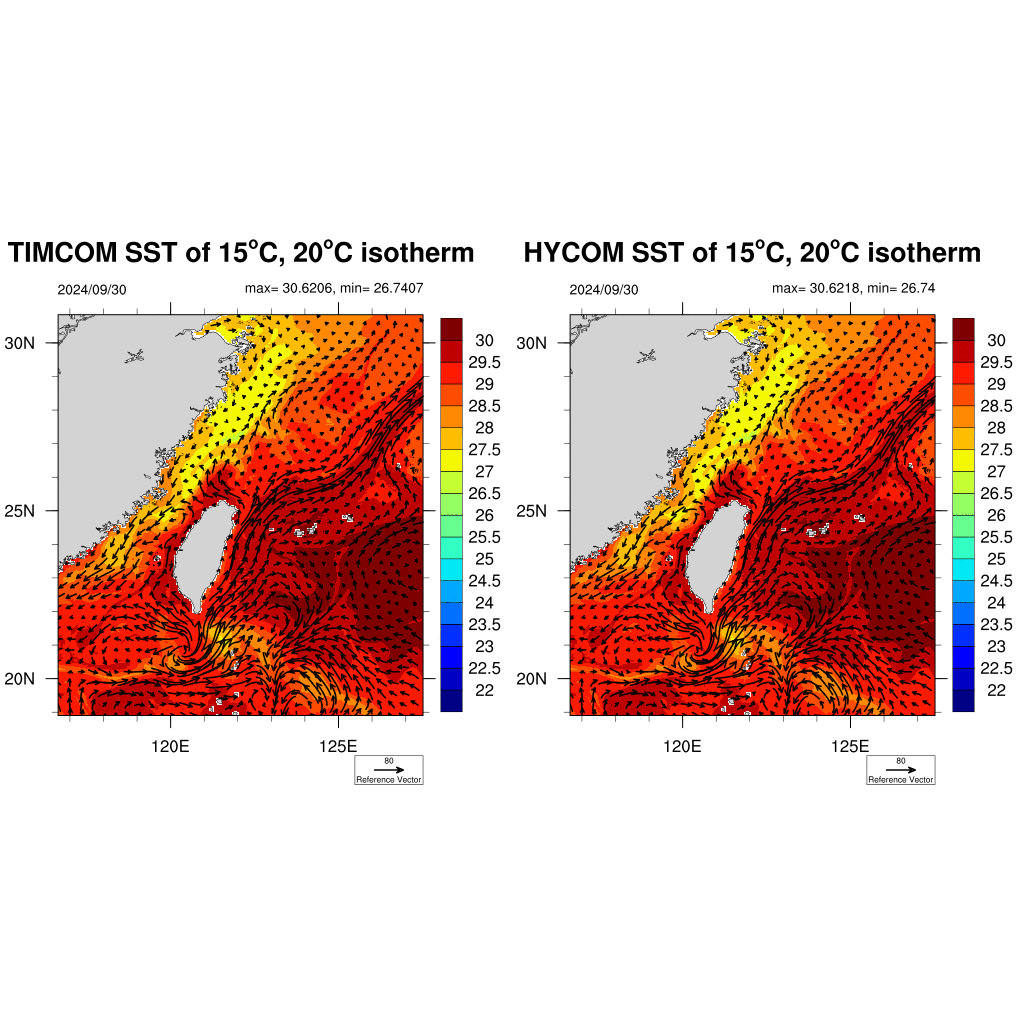 TIMCOM SST of 15°C, 20°C isotherm
2024/09/30
max= 30.6206, min= 26.7407
30N
25N
20N
120E
125E
30
29.5
29
28.5
28
27.5
27
26.5
26
25.5
25
24.5
24
23.5
23
22.5
22
80
Reference Vector
HYCOM SST of 15°C, 20°C isotherm
2024/09/30
max= 30.6218, min= 26.74
30N
25N
20N
120E
125E
30
29.5
29
28.5
28
27.5
27
26.5
26
25.5
25
24.5
24
23.5
23
22.5
22
80
Reference Vector